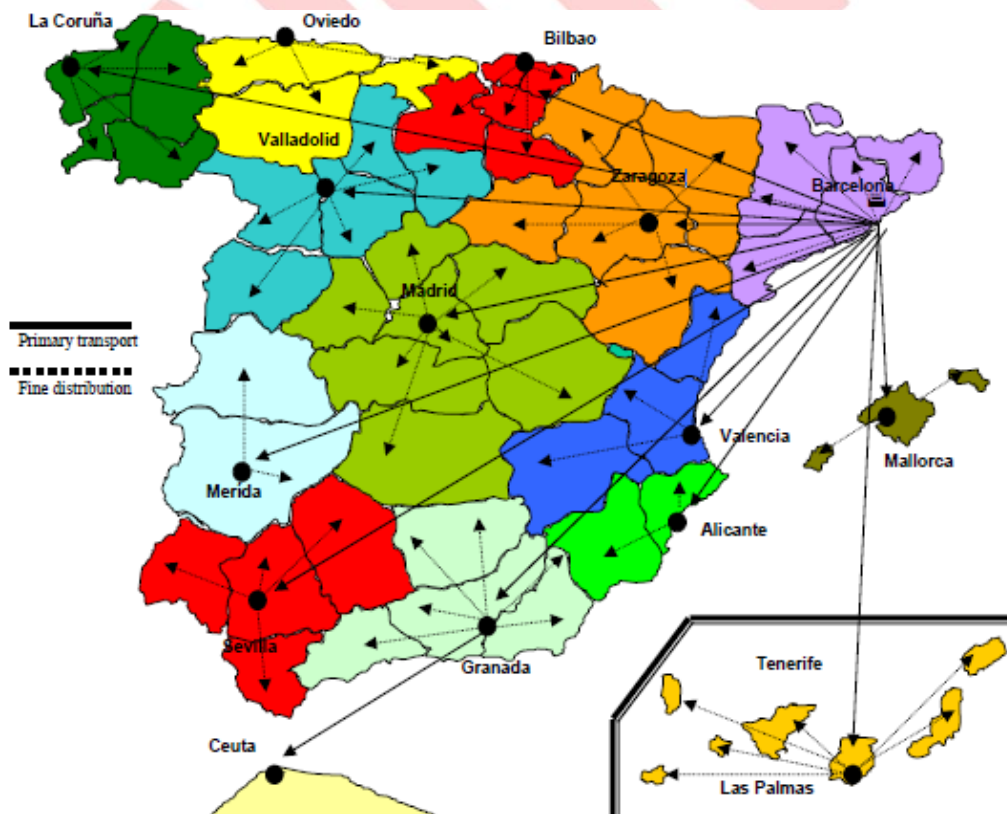 La Coruña
Oviedo
Bilbao
Valladolid
Zaragoza
Barcelona
Madrid
Primary transport
Fine distribution
Valencia
Mallorca
Merida
Alicante
Sevilla
Granada
Tenerife
Ceuta
Las Palmas